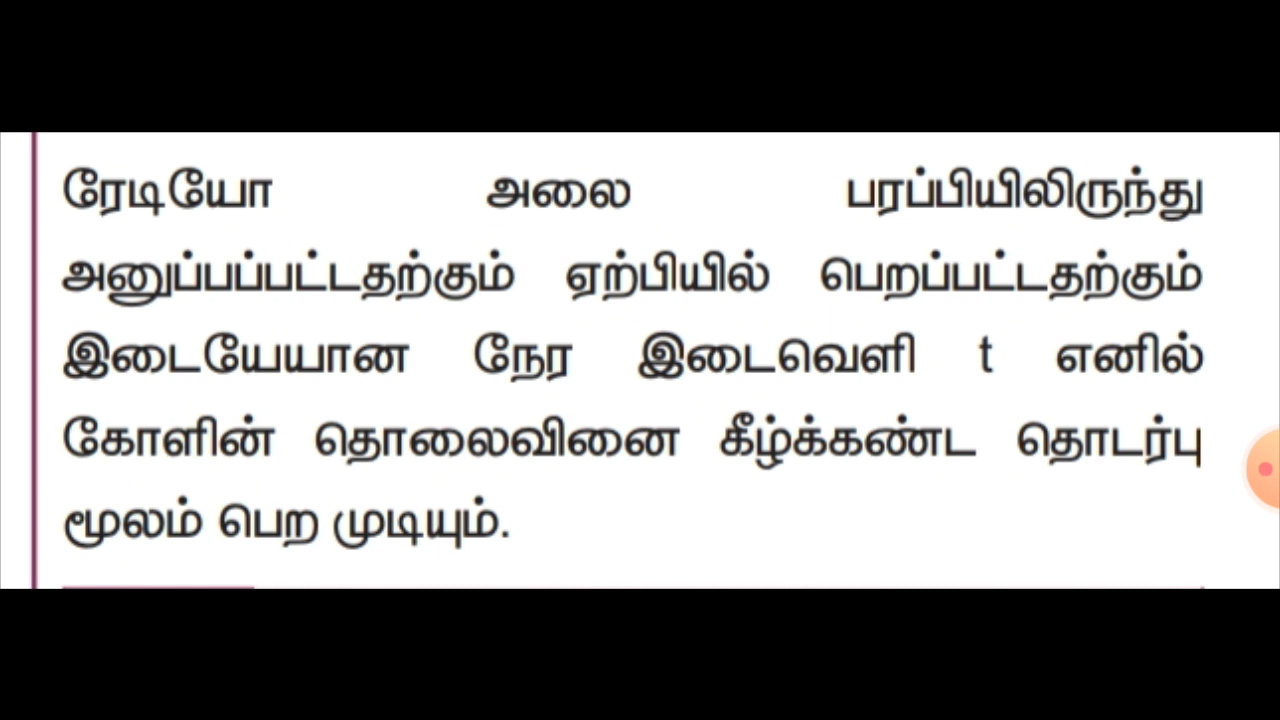 ரேடியோ அலை பரப்பியிலிருந்து
அனுப்பப்பட்டதற்கும் ஏற்பியில் பெறப்பட்டதற்கும்
இடையேயான நேர இடைவெளி t எனில்
கோளின் தொலைவினை கீழ்க்கண்ட தொடர்பு
மூலம் பெற முடியும்.